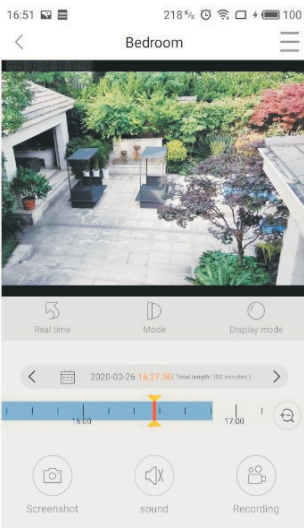 16:51 218 K/s 100
Bedroom
Real time Mode Display mode
2020-03-26 16:27:50( Total length: 100 minutes )
16:00 17:00
Screenshot sound Recording